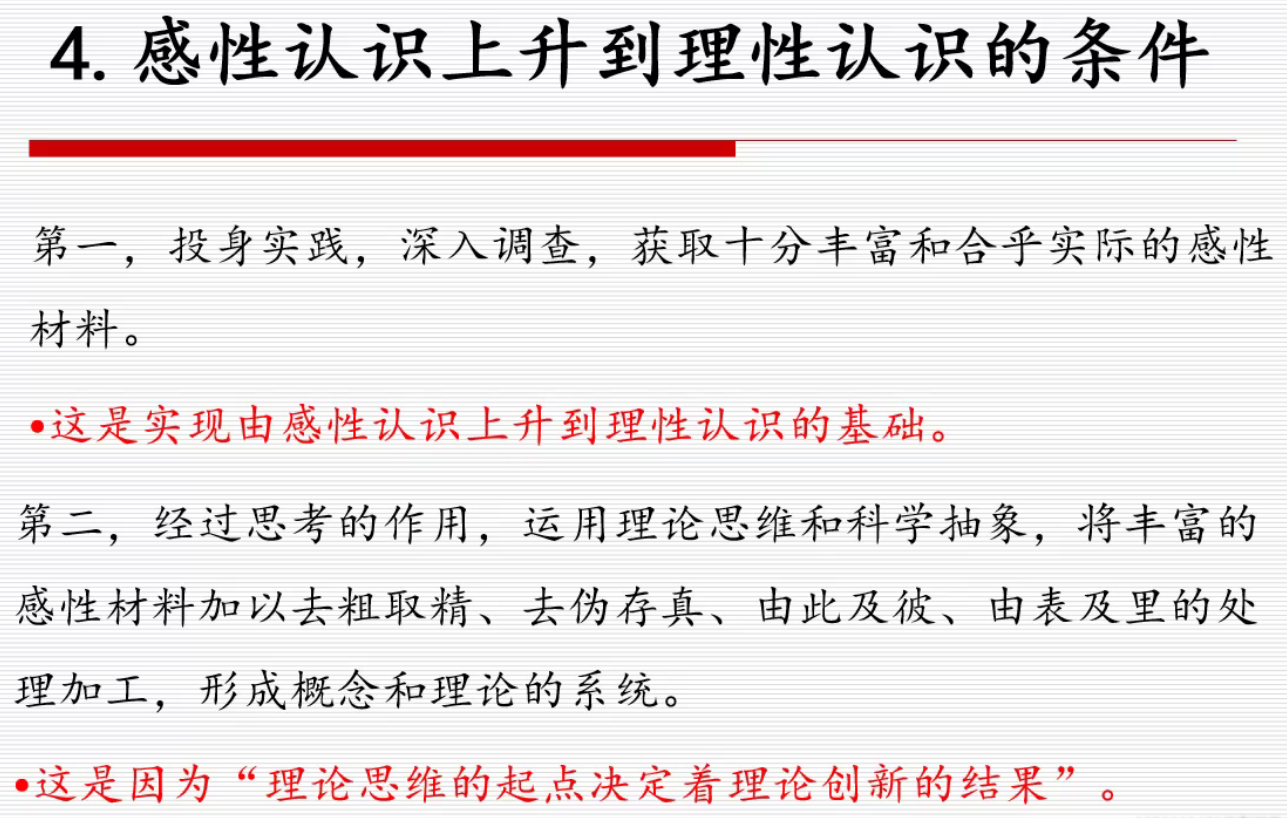 4. 感性认识上升到理性认识的条件
第一，投身实践，深入调查，获取十分丰富和合乎实际的感性
材料。
•这是实现由感性认识上升到理性认识的基础。
第二，经过思考的作用，运用理论思维和科学抽象，将丰富的
感性材料加以去粗取精、去伪存真、由此及彼、由表及里的处
理加工，形成概念和理论的系统。
•这是因为“理论思维的起点决定着理论创新的结果”。